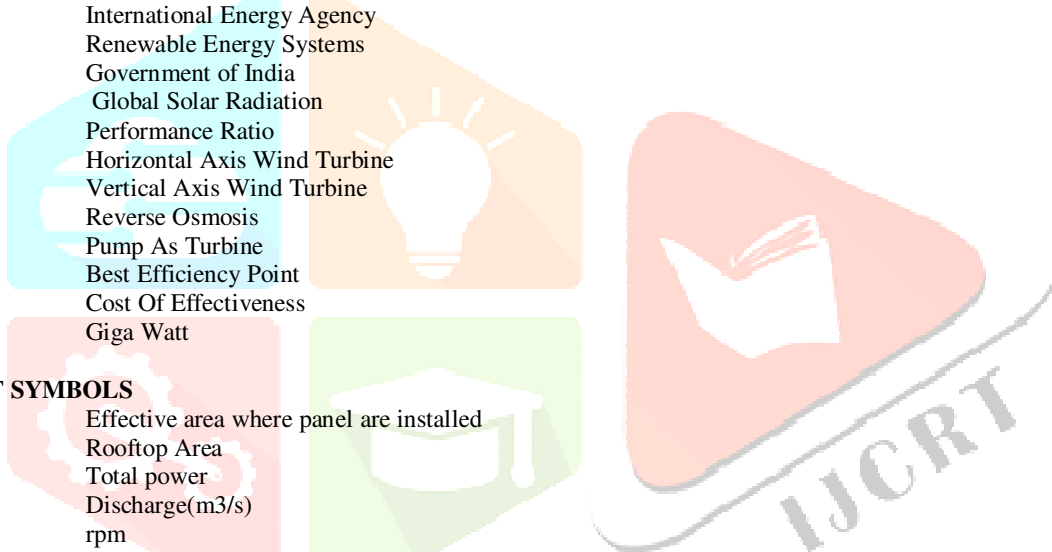 International Energy Agency
Renewable Energy Systems
Government of India
Global Solar Radiation
Performance Ratio
Horizontal Axis Wind Turbine
Vertical Axis Wind Turbine
Reverse Osmosis
Pump As Turbine
Best Efficiency Point
Cost Of Effectiveness
Giga Watt
SYMBOLS
Effective area where panel are installed
Rooftop Area
Total power
Discharge(m3/s)
rpm
IJCRT